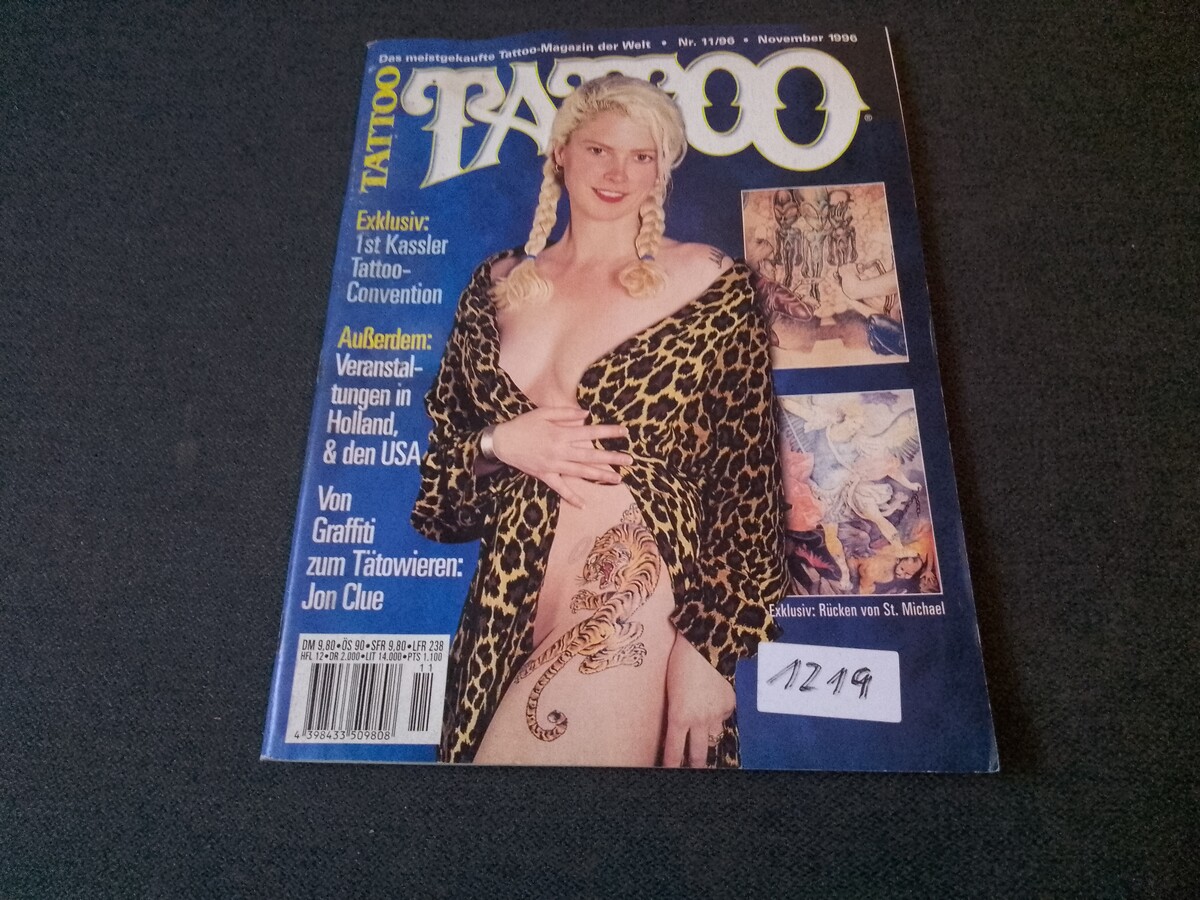 Das meistgekaufte Tattoo-Magazin der Welt • Nr. 11/96 • November 1996
TATTOO
TATTOO®
Exklusiv:
1st Kassler
Tattoo-
Convention
Außerdem:
Veranstal-
tungen in
Holland,
& den USA
Von
Graffiti
zum Tätowieren:
Jon Clue
Exklusiv: Rücken von St. Michael
DM 9,80•ÖS 90•SFR 9,80•LFR 238
HFL 12•DR 2.000•LIT 14.000•PTS 1.100
11
4 398433 509808
1219